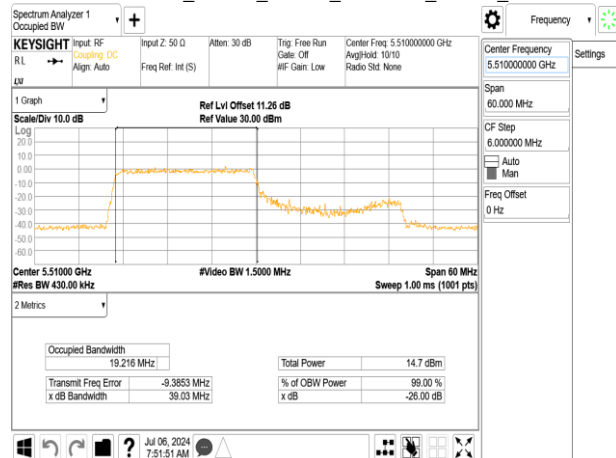 Spectrum Analyzer 1
Occupied BW
+
Frequency
KEYSIGHT
RL
LXI
Input: RF
Coupling: DC
Align: Auto
Input Z: 50 Ω
Freq Ref: Int (S)
Atten: 30 dB
Trig: Free Run
Gate: Off
#IF Gain: Low
Center Freq: 5.510000000 GHz
Avg|Hold: 10/10
Radio Std: None
Center Frequency
5.510000000 GHz
Settings
Span
60.000 MHz
CF Step
6.000000 MHz
Auto
Man
Freq Offset
0 Hz
1 Graph
Scale/Div 10.0 dB
Ref Lvl Offset 11.26 dB
Ref Value 30.00 dBm
Log
20.0
10.0
0.00
-10.0
-20.0
-30.0
-40.0
-50.0
-60.0
Center 5.51000 GHz
#Res BW 430.00 kHz
#Video BW 1.5000 MHz
Span 60 MHz
Sweep 1.00 ms (1001 pts)
2 Metrics
Occupied Bandwidth
19.216 MHz
Transmit Freq Error -9.3853 MHz
x dB Bandwidth 39.03 MHz
Total Power 14.7 dBm
% of OBW Power 99.00 %
x dB -26.00 dB
?
Jul 06, 2024
7:51:51 AM